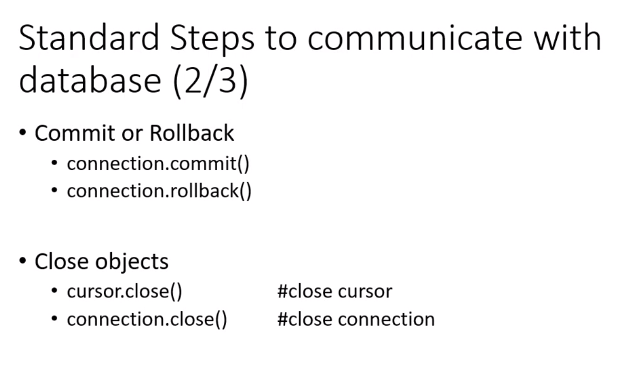 Standard Steps to communicate with
database (2/3)
• Commit or Rollback
• connection.commit()
• connection.rollback()
• Close objects
• cursor.close() #close cursor
• connection.close() #close connection